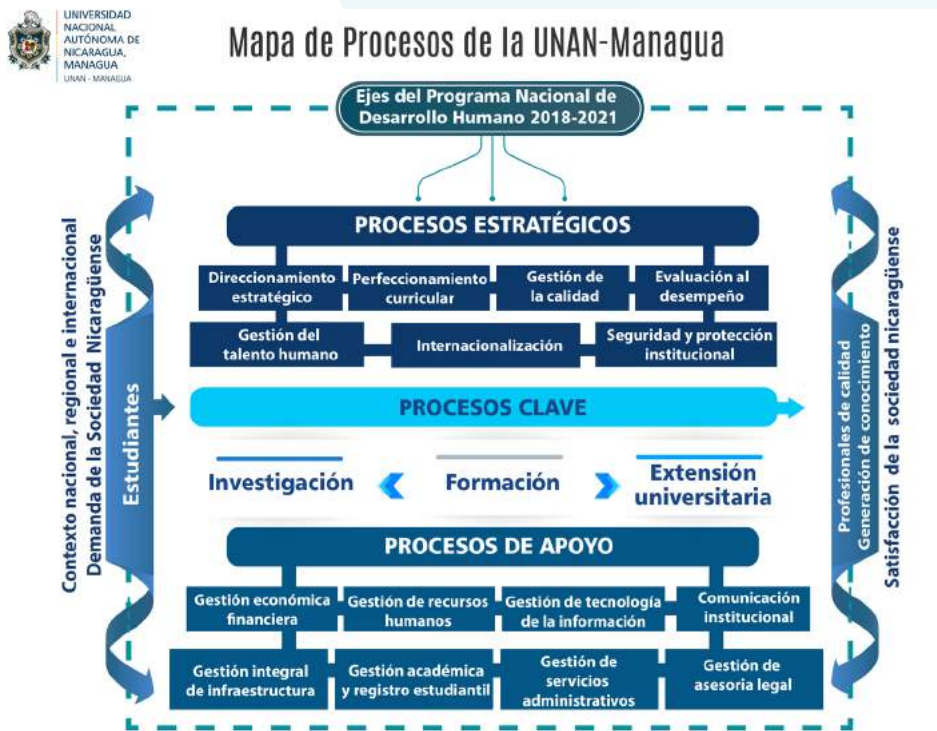 UNIVERSIDAD
NACIONAL
AUTÓNOMA DE
NICARAGUA,
MANAGUA
UNAN - MANAGUA
Mapa de Procesos de la UNAN-Managua
Ejes del Programa Nacional de
Desarrollo Humano 2018-2021
Contexto nacional, regional e internacional
Demanda de la Sociedad Nicaragüense
Estudiantes
PROCESOS ESTRATÉGICOS
Direccionamiento
estratégico
Perfeccionamiento
curricular
Gestión de
la calidad
Evaluación al
desempeño
Gestión del
talento humano
Internacionalización
Seguridad y protección
institucional
PROCESOS CLAVE
Investigación
Formación
Extensión
universitaria
PROCESOS DE APOYO
Gestión económica
financiera
Gestión de recursos
humanos
Gestión de tecnología
de la información
Comunicación
institucional
Gestión integral
de infraestructura
Gestión académica
y registro estudiantil
Gestión de
servicios
administrativos
Gestión de
asesoria legal
Profesionales de calidad
Generación de conocimiento
Satisfacción de la sociedad nicaragüense